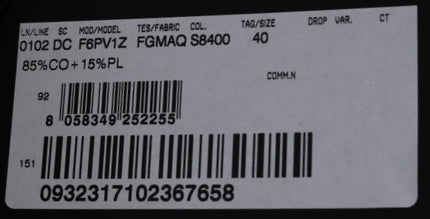 LX/LINE SC MOD/MODEL TES/FABRIC COL. TAG/SIZE DROP VAR. CT
0102 DC F6PV1Z FGMAQ S8400 40
85%CO+15%PL
COMM.N
92
8 058349 252255
151
0932317102367658